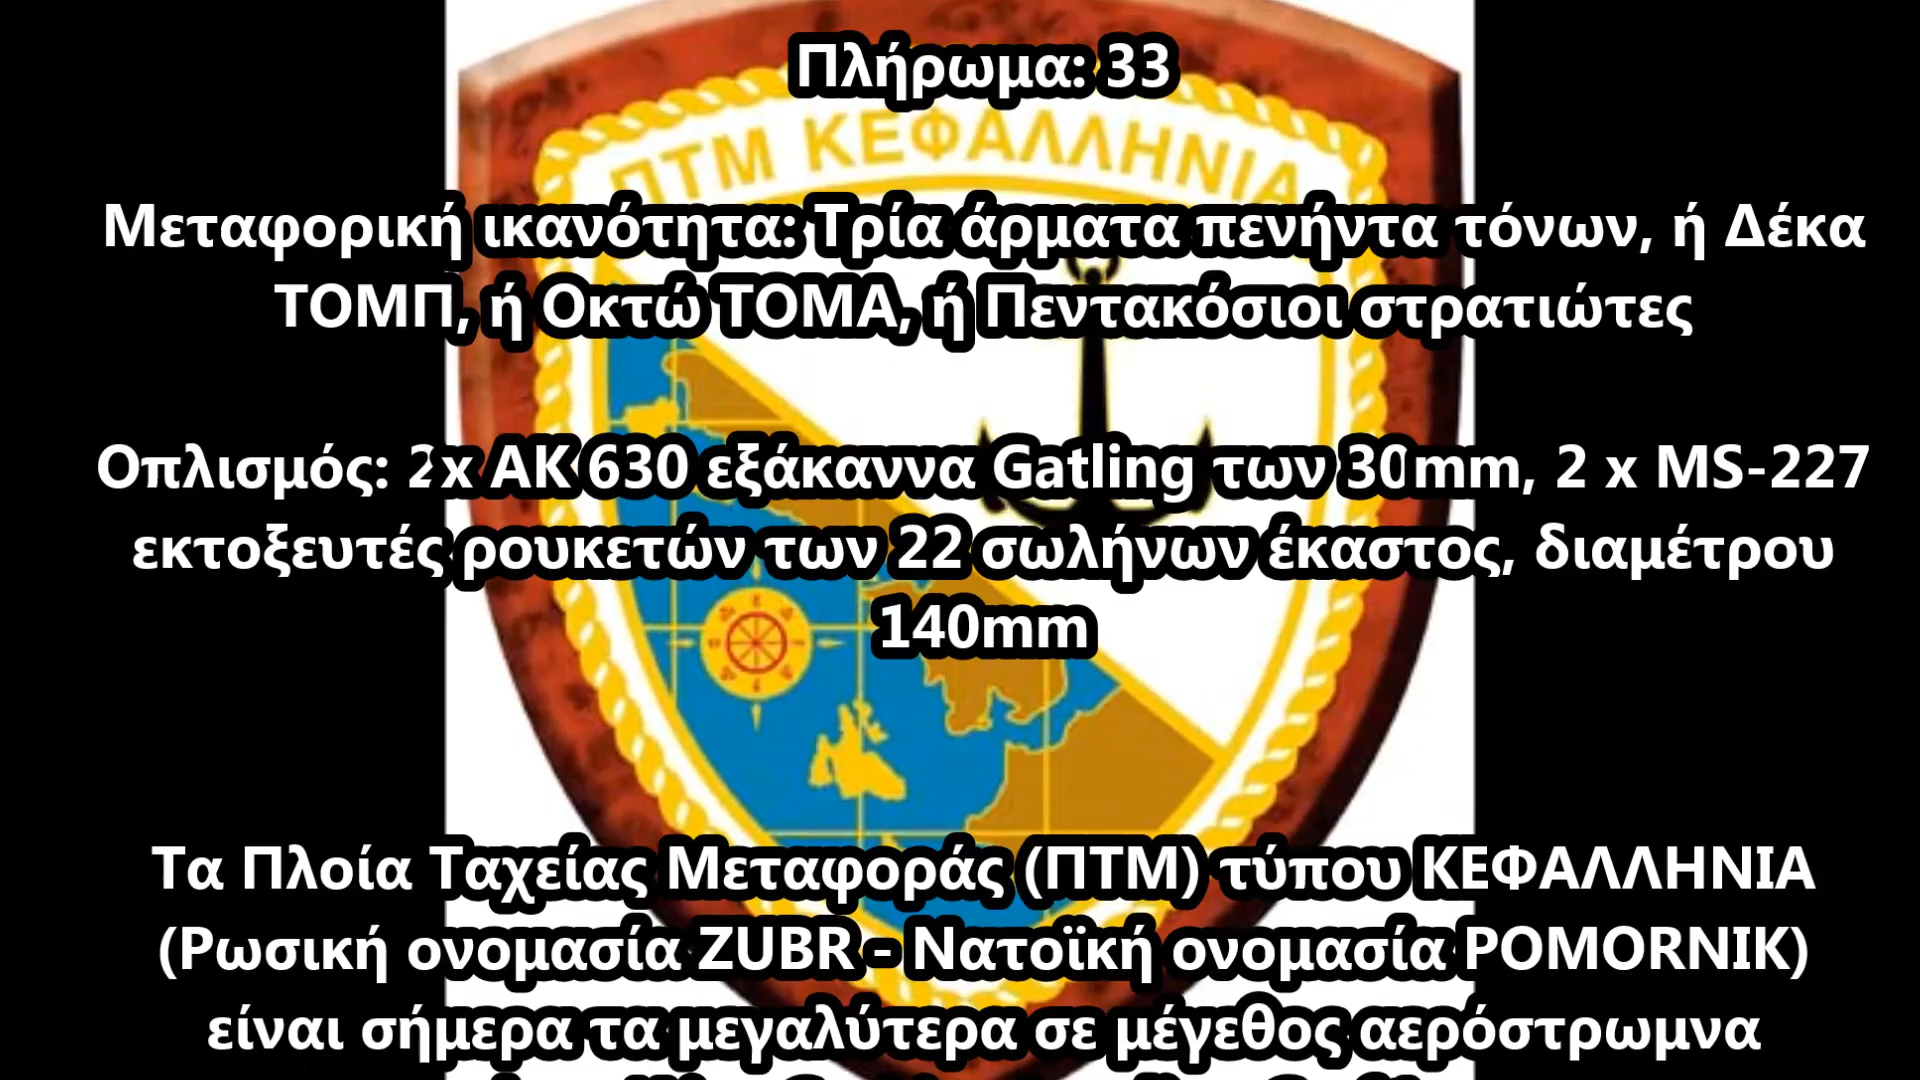 Πλήρωμα: 33
ΠΤΜ ΚΕΦΑΛΛΗΝΙΑ
Μεταφορική ικανότητα: Τρία άρματα πενήντα τόνων, ή Δέκα
ΤΟΜΠ, ή Οκτώ ΤΟΜΑ, ή Πεντακόσιοι στρατιώτες
Οπλισμός: 2x AK 630 εξάκαννα Gatling των 30mm, 2 x MS-227
εκτοξευτές ρουκετών των 22 σωλήνων έκαστος, διαμέτρου
140mm
Τα Πλοία Ταχείας Μεταφοράς (ΠΤΜ) τύπου ΚΕΦΑΛΛΗΝΙΑ
(Ρωσική ονομασία ZUBR - Νατοϊκή ονομασία POMORNIK)
είναι σήμερα τα μεγαλύτερα σε μέγεθος αερόστρωμνα